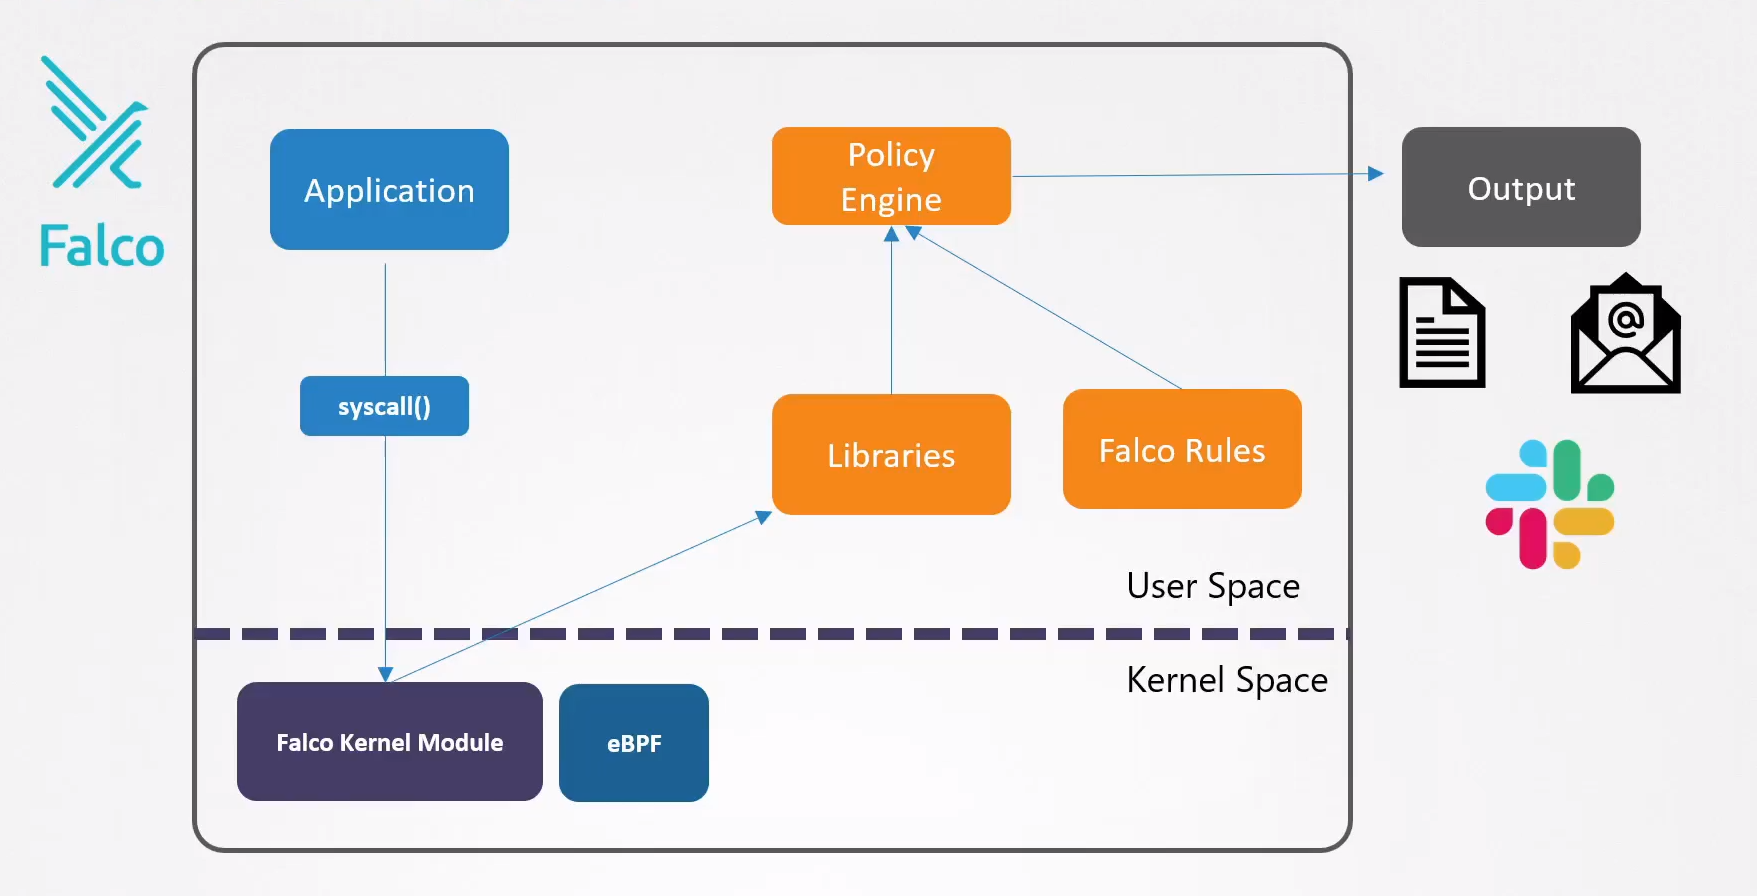 Falco
Application
Policy
Engine
Output
syscall()
Libraries
Falco Rules
User Space
Kernel Space
Falco Kernel Module
eBPF
@